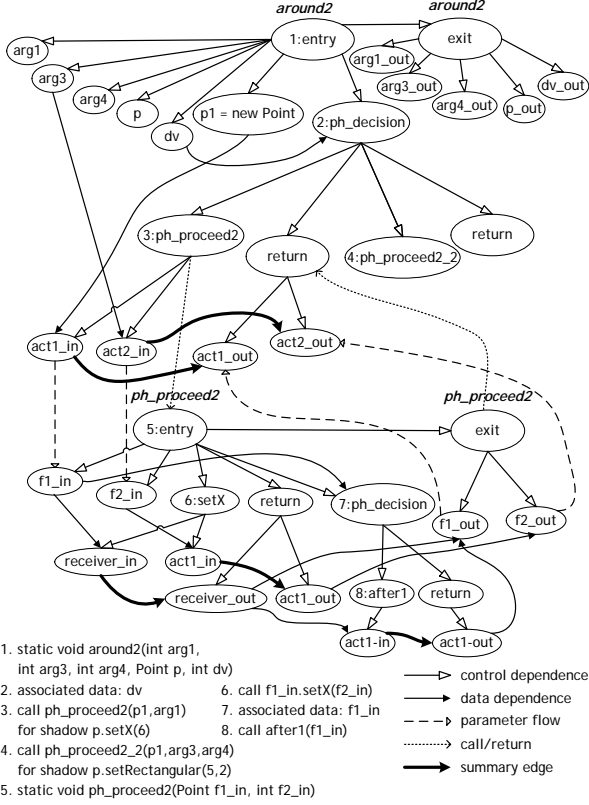 around2
around2
1:entry
exit
arg1
arg3
arg4
p
dv
p1 = new Point
2:ph_decision
arg1_out
arg3_out
arg4_out
p_out
dv_out
3:ph_proceed2
return
4:ph_proceed2_2
return
act1_in
act2_in
act1_out
act2_out
ph_proceed2
ph_proceed2
5:entry
exit
f1_in
f2_in
6:setX
return
7:ph_decision
f1_out
f2_out
receiver_in
act1_in
receiver_out
act1_out
8:after1
return
act1-in
act1-out
1. static void around2(int arg1,
int arg3, int arg4, Point p, int dv)
2. associated data: dv
3. call ph_proceed2(p1,arg1)
for shadow p.setX(6)
4. call ph_proceed2_2(p1,arg3,arg4)
for shadow p.setRectangular(5,2)
5. static void ph_proceed2(Point f1_in, int f2_in)
6. call f1_in.setX(f2_in)
7. associated data: f1_in
8. call after1(f1_in)
control dependence
data dependence
parameter flow
call/return
summary edge